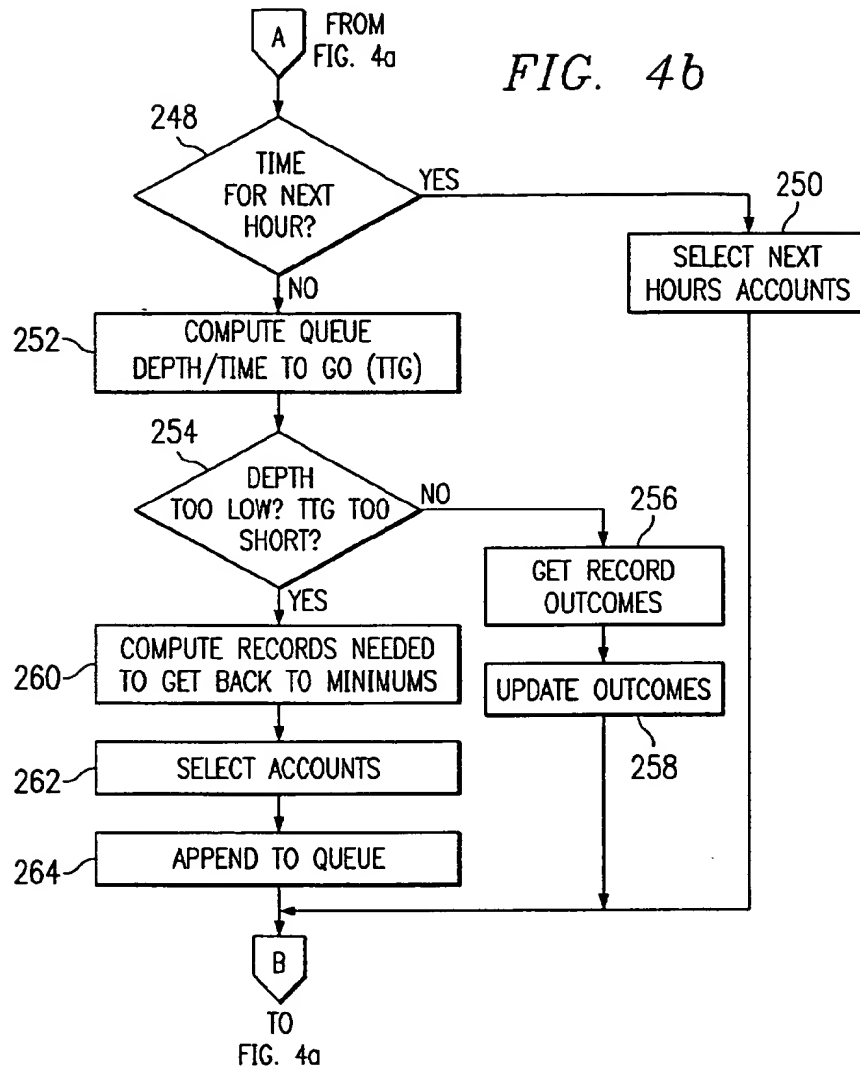 A
FROM
FIG. 4a
FIG. 4b
248
TIME
FOR NEXT
HOUR?
YES
250
SELECT NEXT
HOURS ACCOUNTS
NO
252
COMPUTE QUEUE
DEPTH/TIME TO GO (TTG)
254
DEPTH
TOO LOW? TTG TOO
SHORT?
NO
256
GET RECORD
OUTCOMES
YES
260
COMPUTE RECORDS NEEDED
TO GET BACK TO MINIMUMS
UPDATE OUTCOMES
258
262
SELECT ACCOUNTS
264
APPEND TO QUEUE
B
TO
FIG. 4a